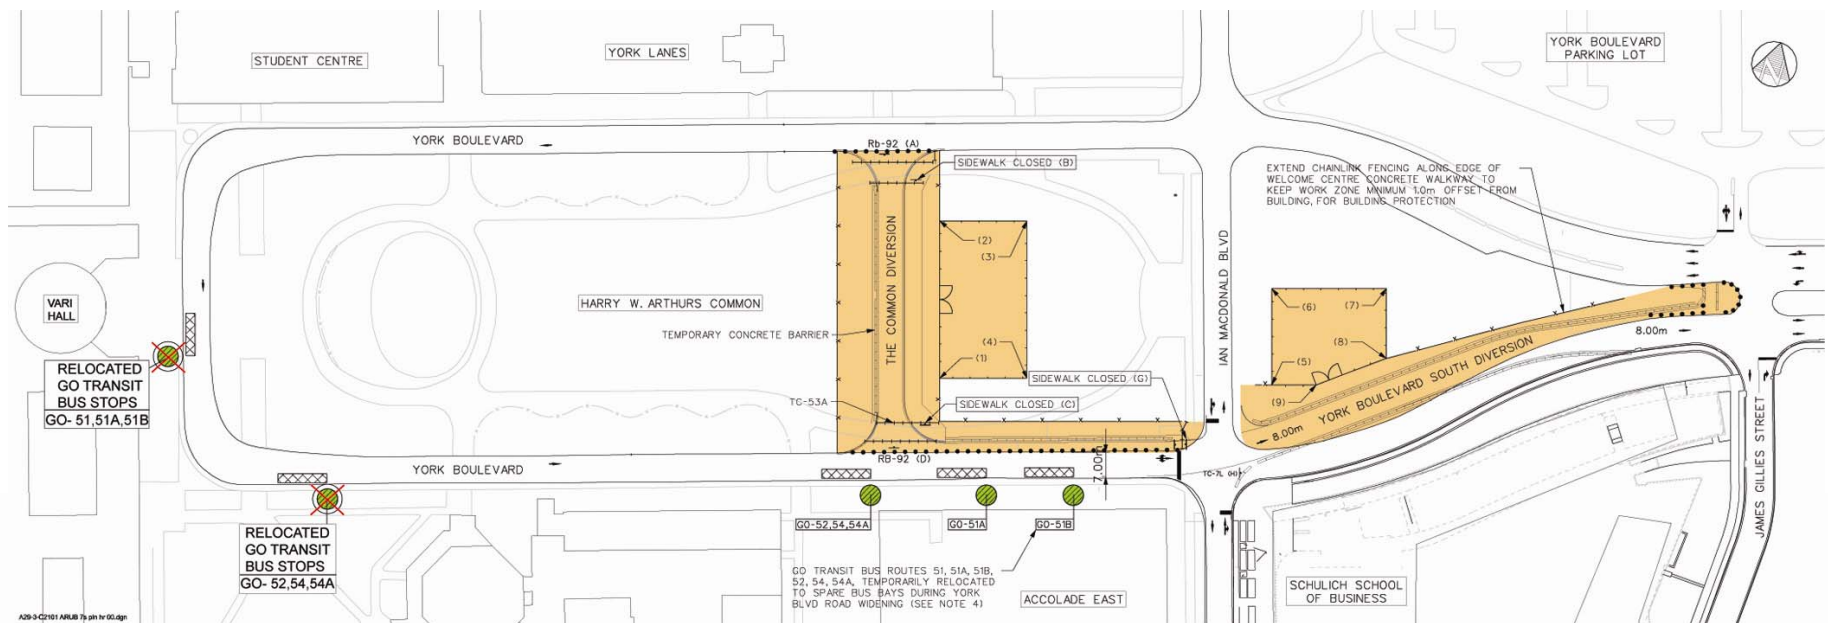 STUDENT CENTRE
YORK LANES
YORK BOULEVARD
PARKING LOT
YORK BOULEVARD
Rb-92 (A)
SIDEWALK CLOSED (B)
EXTEND CHAINLINK FENCING ALONG EDGE OF
WELCOME CENTRE CONCRETE WALKWAY TO
KEEP WORK ZONE MINIMUM 1.0m OFFSET FROM
BUILDING, FOR BUILDING PROTECTION
THE COMMON DIVERSION
(2)
(3)
IAN MACDONALD BLVD
VARI
HALL
HARRY W. ARTHURS COMMON
TEMPORARY CONCRETE BARRIER
(6)
(7)
8.00m
(1)
(4)
(5)
(8)
(9)
YORK BOULEVARD SOUTH DIVERSION
8.00m
RELOCATED
GO TRANSIT
BUS STOPS
GO- 51,51A,51B
SIDEWALK CLOSED (G)
TC-53A
SIDEWALK CLOSED (C)
JAMES GILLIES STREET
YORK BOULEVARD
RB-92 (D)
7.00m
TC-7L (H)
RELOCATED
GO TRANSIT
BUS STOPS
GO- 52,54,54A
GO-52,54,54A
GO-51A
GO-51B
GO TRANSIT BUS ROUTES 51, 51A, 51B,
52, 54, 54A, TEMPORARILY RELOCATED
TO SPARE BUS BAYS DURING YORK
BLVD ROAD WIDENING (SEE NOTE 4)
ACCOLADE EAST
SCHULICH SCHOOL
OF BUSINESS